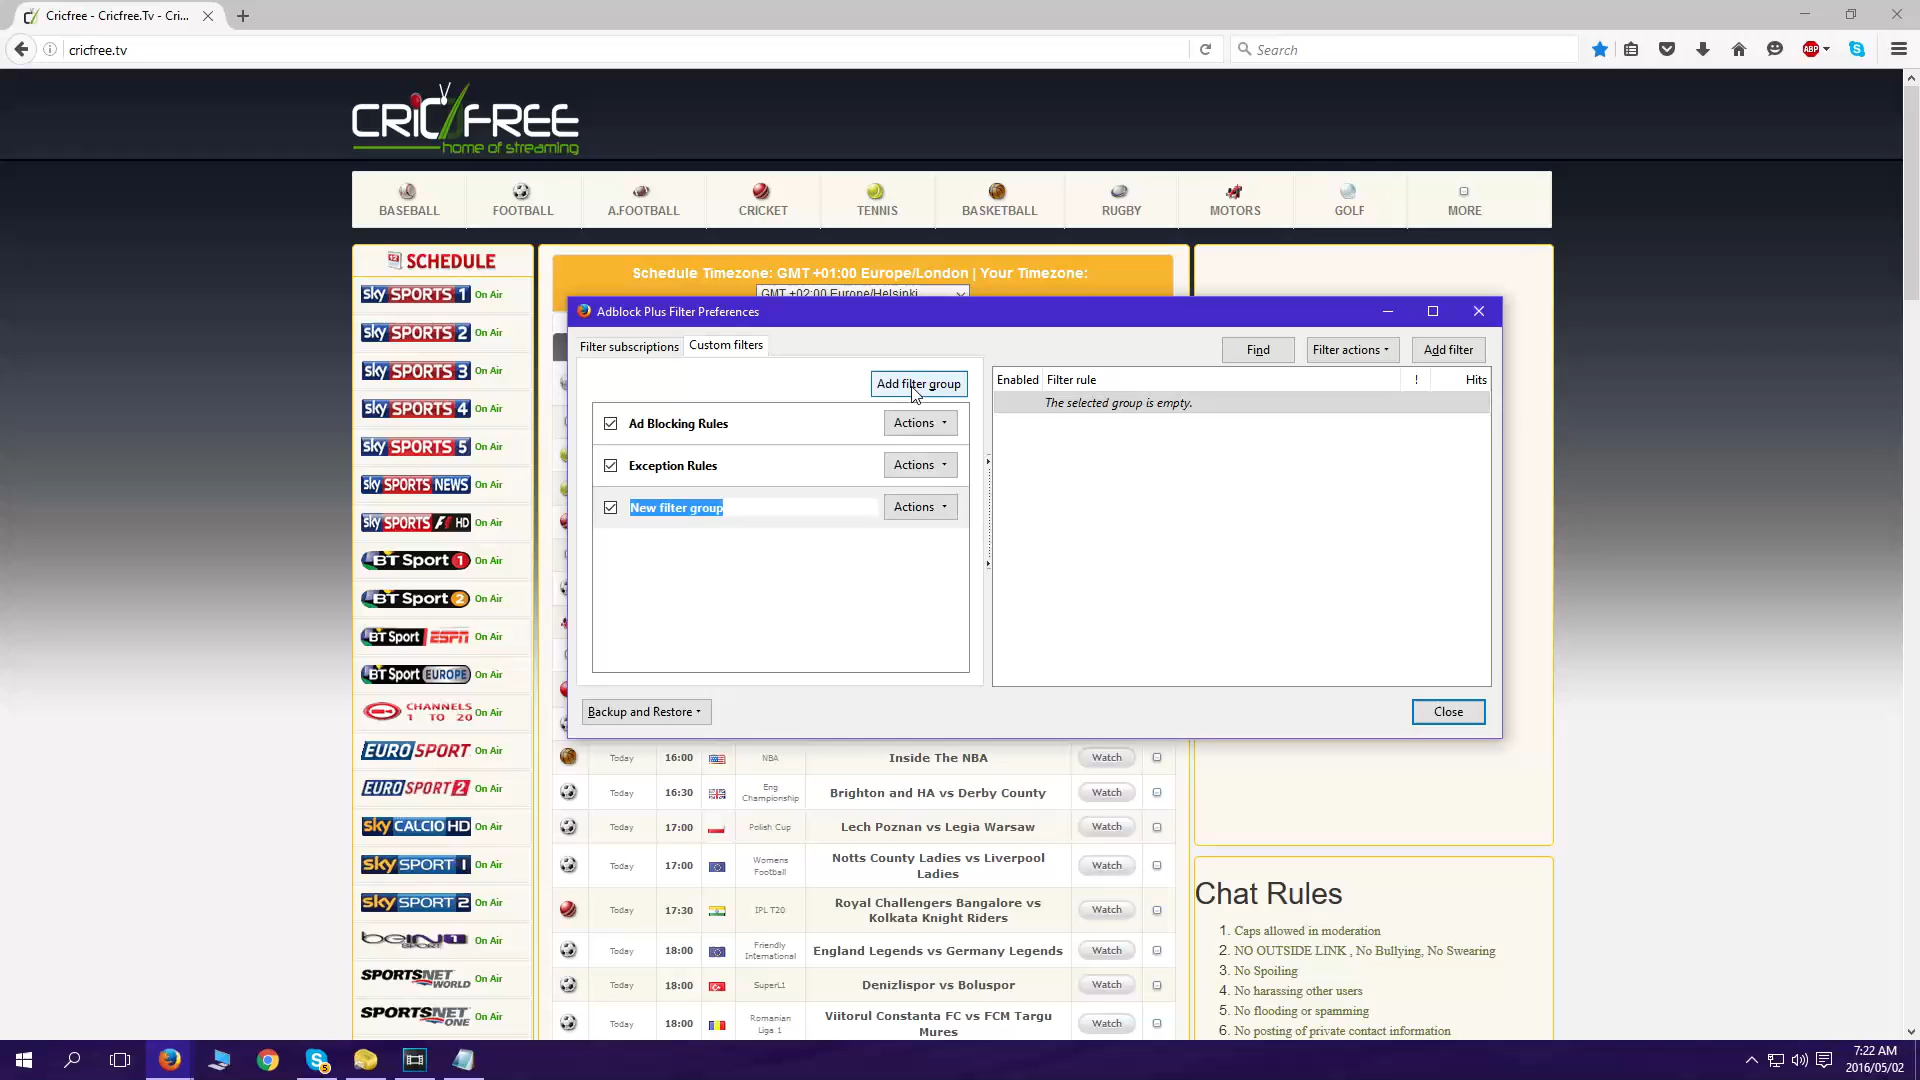 Cricfree - Cricfree.Tv - Cri...
cricfree.tv
Search
ABP
CRICFREE
home of streaming
BASEBALL
FOOTBALL
A.FOOTBALL
CRICKET
TENNIS
BASKETBALL
RUGBY
MOTORS
GOLF
MORE
SCHEDULE
sky SPORTS 1 On Air
sky SPORTS 2 On Air
sky SPORTS 3 On Air
sky SPORTS 4 On Air
sky SPORTS 5 On Air
sky SPORTS NEWS On Air
sky SPORTS F1 HD On Air
BT Sport 1 On Air
BT Sport 2 On Air
BT Sport ESPN On Air
BT Sport EUROPE On Air
CHANNELS
1 TO 20 On Air
EUROSPORT On Air
EUROSPORT 2 On Air
sky CALCIO HD On Air
sky SPORT 1 On Air
sky SPORT 2 On Air
beIN SPORT 1 On Air
SPORTSNET WORLD On Air
SPORTSNET ONE On Air
Schedule Timezone: GMT +01:00 Europe/London | Your Timezone:
GMT +02:00 Europe/Helsinki
Adblock Plus Filter Preferences
Filter subscriptions
Custom filters
Find
Filter actions
Add filter
Add filter group
Enabled Filter rule ! Hits
The selected group is empty.
Ad Blocking Rules Actions
Exception Rules Actions
New filter group Actions
Backup and Restore
Close
Today 16:00 NBA Inside The NBA Watch
Today 16:30 Eng Championship Brighton and HA vs Derby County Watch
Today 17:00 Polish Cup Lech Poznan vs Legia Warsaw Watch
Today 17:00 Womens Football Notts County Ladies vs Liverpool
Ladies Watch
Today 17:30 IPL T20 Royal Challengers Bangalore vs
Kolkata Knight Riders Watch
Today 18:00 Friendly International England Legends vs Germany Legends Watch
Today 18:00 SuperL1 Denizlispor vs Boluspor Watch
Today 18:00 Romanian Liga 1 Viitorul Constanta FC vs FCM Targu
Mures Watch
Chat Rules
1. Caps allowed in moderation
2. NO OUTSIDE LINK , No Bullying, No Swearing
3. No Spoiling
4. No harassing other users
5. No flooding or spamming
6. No posting of private contact information
5
7:22 AM
2016/05/02